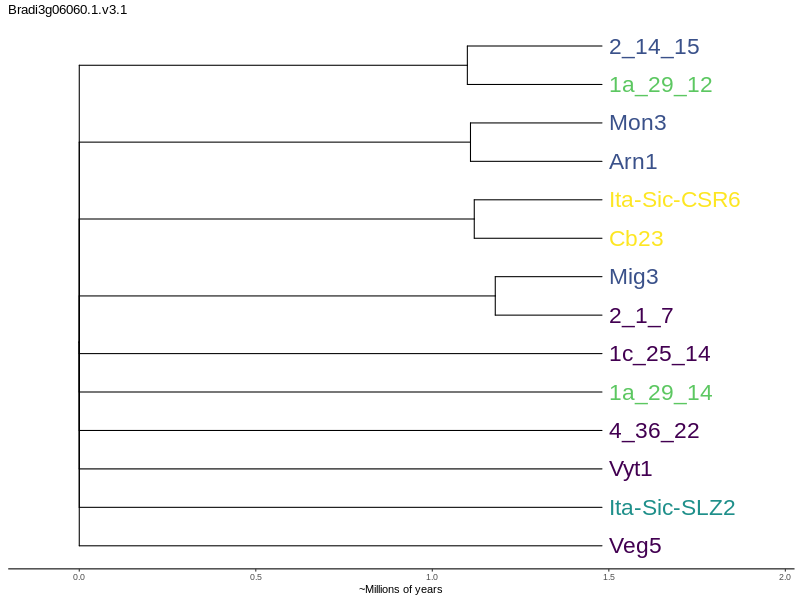 Bradi3g06060.1.v3.1
2_14_15
1a_29_12
Mon3
Arn1
Ita-Sic-CSR6
Cb23
Mig3
2_1_7
1c_25_14
1a_29_14
4_36_22
Vyt1
Ita-Sic-SLZ2
Veg5
0.0 0.5 1.0 1.5 2.0
~Millions of years